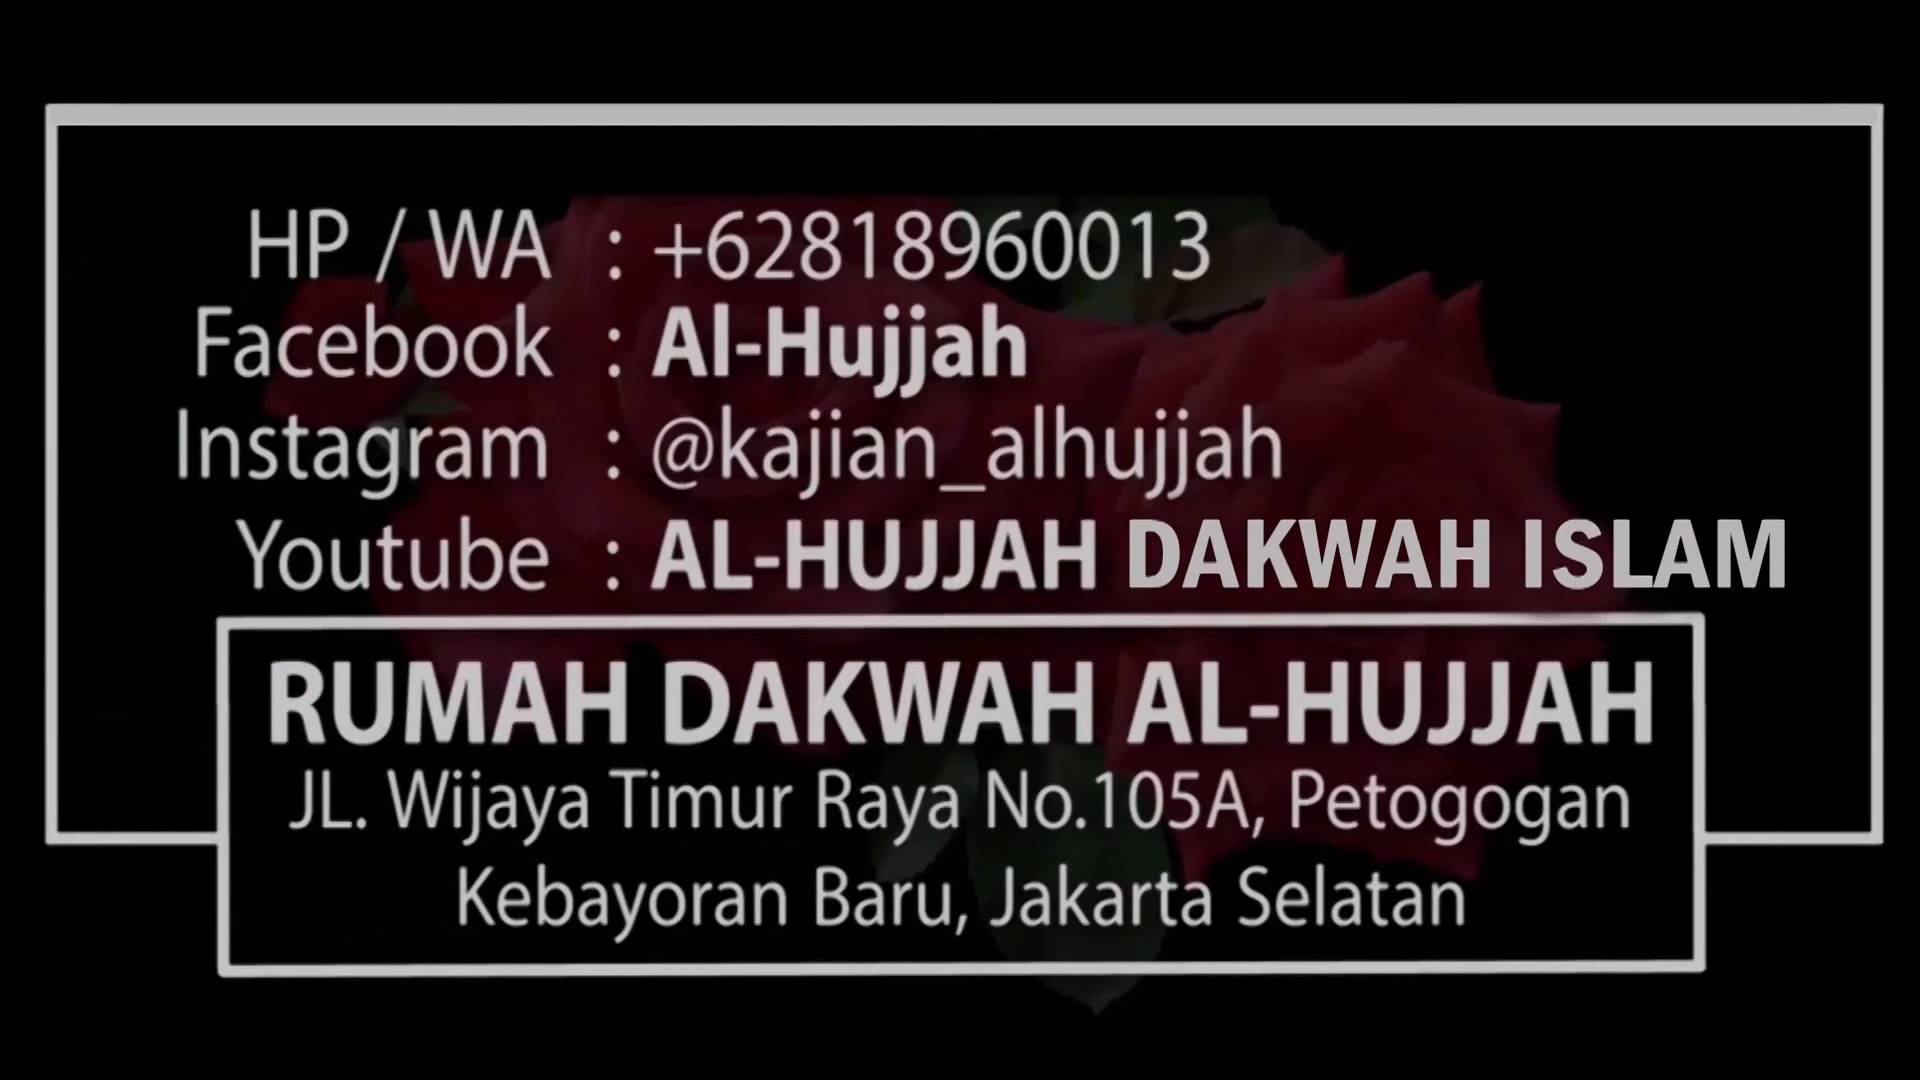 HP / WA : +62818960013
Facebook : Al-Hujjah
Instagram : @kajian_alhujjah
Youtube : AL-HUJJAH DAKWAH ISLAM
RUMAH DAKWAH AL-HUJJAH
JL. Wijaya Timur Raya No.105A, Petogogan
Kebayoran Baru, Jakarta Selatan